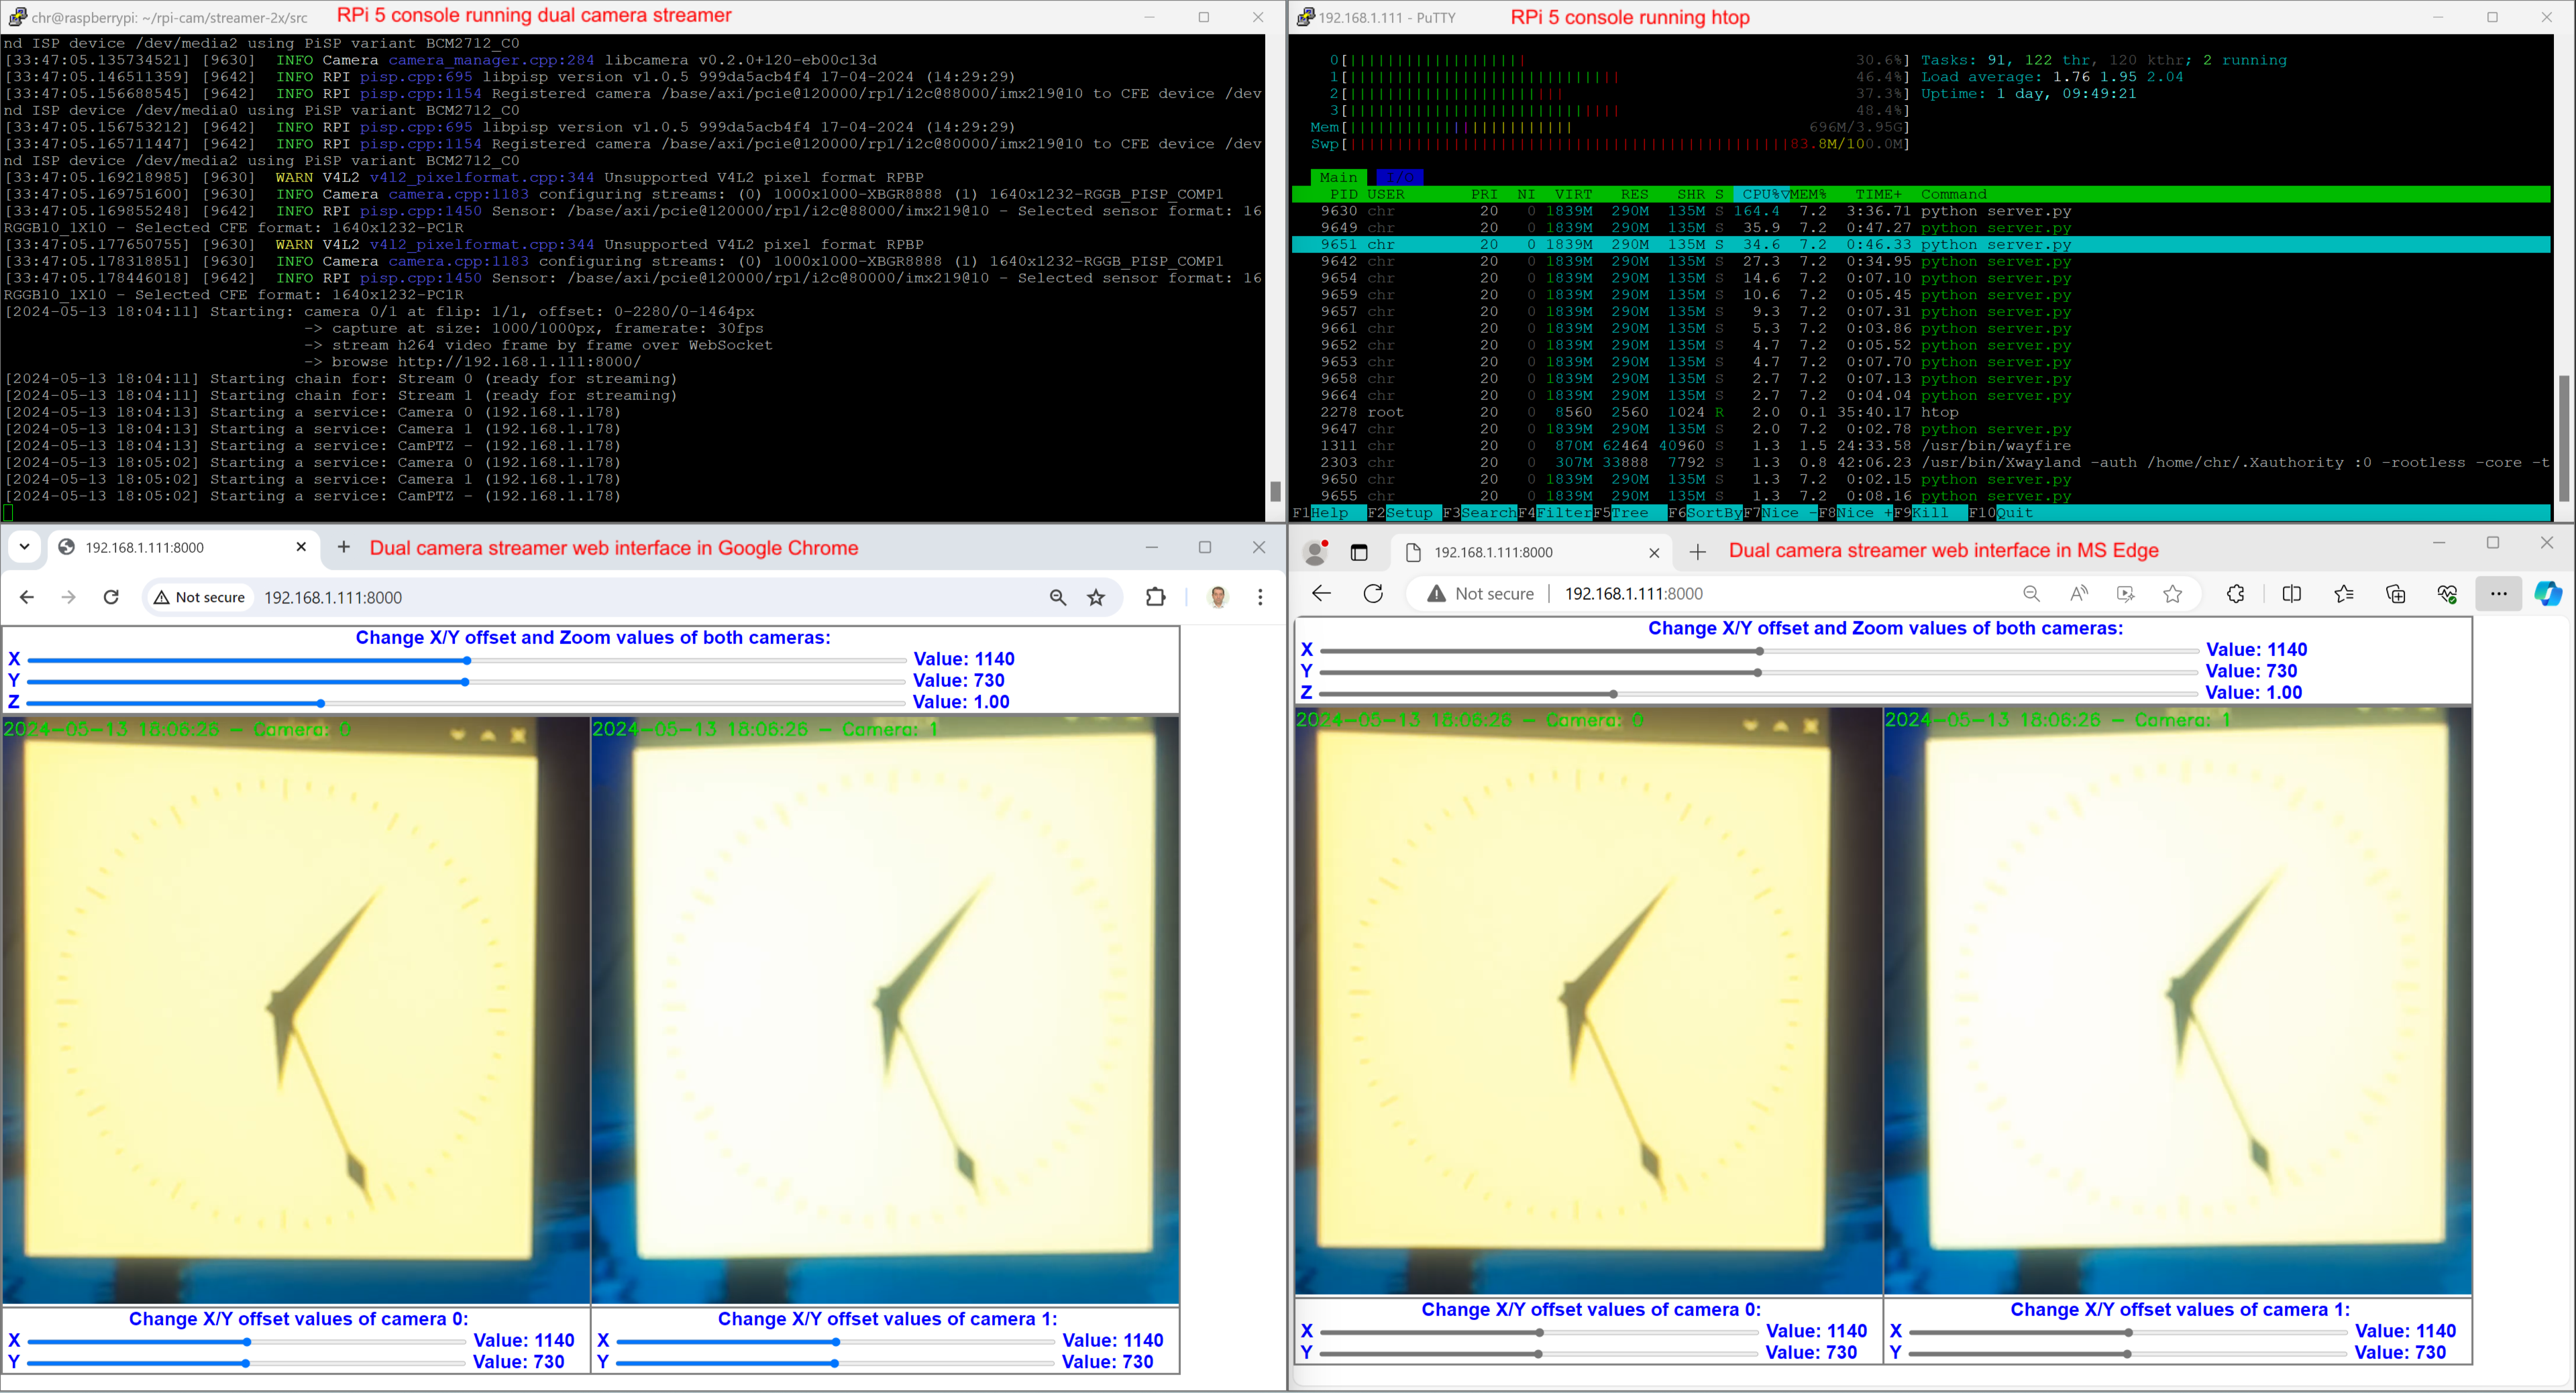 chr@raspberrypi: ~/rpi-cam/streamer-2x/src
RPi 5 console running dual camera streamer
nd ISP device /dev/media2 using PiSP variant BCM2712_C0
[33:47:05.135734521] [9630]  INFO Camera camera_manager.cpp:284 libcamera v0.2.0+120-eb00c13d
[33:47:05.146511359] [9642]  INFO RPI pisp.cpp:695 libpisp version v1.0.5 999da5acb4f4 17-04-2024 (14:29:29)
[33:47:05.156688545] [9642]  INFO RPI pisp.cpp:1154 Registered camera /base/axi/pcie@120000/rp1/i2c@88000/imx219@10 to CFE device /dev
nd ISP device /dev/media0 using PiSP variant BCM2712_C0
[33:47:05.156753212] [9642]  INFO RPI pisp.cpp:695 libpisp version v1.0.5 999da5acb4f4 17-04-2024 (14:29:29)
[33:47:05.165711447] [9642]  INFO RPI pisp.cpp:1154 Registered camera /base/axi/pcie@120000/rp1/i2c@80000/imx219@10 to CFE device /dev
nd ISP device /dev/media2 using PiSP variant BCM2712_C0
[33:47:05.169218985] [9630]  WARN V4L2 v4l2_pixelformat.cpp:344 Unsupported V4L2 pixel format RPBP
[33:47:05.169751600] [9630]  INFO Camera camera.cpp:1183 configuring streams: (0) 1000x1000-XBGR8888 (1) 1640x1232-RGGB_PISP_COMP1
[33:47:05.169855248] [9642]  INFO RPI pisp.cpp:1450 Sensor: /base/axi/pcie@120000/rp1/i2c@88000/imx219@10 - Selected sensor format: 16
RGGB10_1X10 - Selected CFE format: 1640x1232-PC1R
[33:47:05.177650755] [9630]  WARN V4L2 v4l2_pixelformat.cpp:344 Unsupported V4L2 pixel format RPBP
[33:47:05.178318851] [9630]  INFO Camera camera.cpp:1183 configuring streams: (0) 1000x1000-XBGR8888 (1) 1640x1232-RGGB_PISP_COMP1
[33:47:05.178446018] [9642]  INFO RPI pisp.cpp:1450 Sensor: /base/axi/pcie@120000/rp1/i2c@80000/imx219@10 - Selected sensor format: 16
RGGB10_1X10 - Selected CFE format: 1640x1232-PC1R
[2024-05-13 18:04:11] Starting: camera 0/1 at flip: 1/1, offset: 0-2280/0-1464px
-> capture at size: 1000/1000px, framerate: 30fps
-> stream h264 video frame by frame over WebSocket
-> browse http://192.168.1.111:8000/
[2024-05-13 18:04:11] Starting chain for: Stream 0 (ready for streaming)
[2024-05-13 18:04:11] Starting chain for: Stream 1 (ready for streaming)
[2024-05-13 18:04:13] Starting a service: Camera 0 (192.168.1.178)
[2024-05-13 18:04:13] Starting a service: Camera 1 (192.168.1.178)
[2024-05-13 18:04:13] Starting a service: CamPTZ - (192.168.1.178)
[2024-05-13 18:05:02] Starting a service: Camera 0 (192.168.1.178)
[2024-05-13 18:05:02] Starting a service: Camera 1 (192.168.1.178)
[2024-05-13 18:05:02] Starting a service: CamPTZ - (192.168.1.178)
192.168.1.111 - PuTTY
RPi 5 console running htop
0[ 30.6%] Tasks: 91, 122 thr, 120 kthr; 2 running
1[ 46.4%] Load average: 1.76 1.95 2.04
2[ 37.3%] Uptime: 1 day, 09:49:21
3[ 48.4%]
Mem[ 696M/3.95G]
Swp[ 83.8M/100.0M]
Main I/O
PID USER PRI NI VIRT RES SHR S CPU%▽MEM% TIME+ Command
9630 chr 20 0 1839M 290M 135M S 164.4 7.2 3:36.71 python server.py
9649 chr 20 0 1839M 290M 135M S 35.9 7.2 0:47.27 python server.py
9651 chr 20 0 1839M 290M 135M S 34.6 7.2 0:46.33 python server.py
9642 chr 20 0 1839M 290M 135M S 27.3 7.2 0:34.95 python server.py
9654 chr 20 0 1839M 290M 135M S 14.6 7.2 0:07.10 python server.py
9659 chr 20 0 1839M 290M 135M S 10.6 7.2 0:05.45 python server.py
9657 chr 20 0 1839M 290M 135M S 9.3 7.2 0:07.31 python server.py
9661 chr 20 0 1839M 290M 135M S 5.3 7.2 0:03.86 python server.py
9652 chr 20 0 1839M 290M 135M S 4.7 7.2 0:05.52 python server.py
9653 chr 20 0 1839M 290M 135M S 4.7 7.2 0:07.70 python server.py
9658 chr 20 0 1839M 290M 135M S 2.7 7.2 0:07.13 python server.py
9664 chr 20 0 1839M 290M 135M S 2.7 7.2 0:04.04 python server.py
2278 root 20 0 8560 2560 1024 R 2.0 0.1 35:40.17 htop
9647 chr 20 0 1839M 290M 135M S 2.0 7.2 0:02.78 python server.py
1311 chr 20 0 870M 62464 40960 S 1.3 1.5 24:33.58 /usr/bin/wayfire
2303 chr 20 0 307M 33888 7792 S 1.3 0.8 42:06.23 /usr/bin/Xwayland -auth /home/chr/.Xauthority :0 -rootless -core -t
9650 chr 20 0 1839M 290M 135M S 1.3 7.2 0:02.15 python server.py
9655 chr 20 0 1839M 290M 135M S 1.3 7.2 0:08.16 python server.py
F1Help F2Setup F3SearchF4FilterF5Tree F6SortByF7Nice -F8Nice +F9Kill F10Quit
192.168.1.111:8000
Dual camera streamer web interface in Google Chrome
Not secure 192.168.1.111:8000
Change X/Y offset and Zoom values of both cameras:
X Value: 1140
Y Value: 730
Z Value: 1.00
2024-05-13 18:06:26 - Camera: 0
2024-05-13 18:06:26 - Camera: 1
Change X/Y offset values of camera 0:
X Value: 1140
Y Value: 730
Change X/Y offset values of camera 1:
X Value: 1140
Y Value: 730
192.168.1.111:8000
Dual camera streamer web interface in MS Edge
Not secure 192.168.1.111:8000
Change X/Y offset and Zoom values of both cameras:
X Value: 1140
Y Value: 730
Z Value: 1.00
2024-05-13 18:06:26 - Camera: 0
2024-05-13 18:06:26 - Camera: 1
Change X/Y offset values of camera 0:
X Value: 1140
Y Value: 730
Change X/Y offset values of camera 1:
X Value: 1140
Y Value: 730